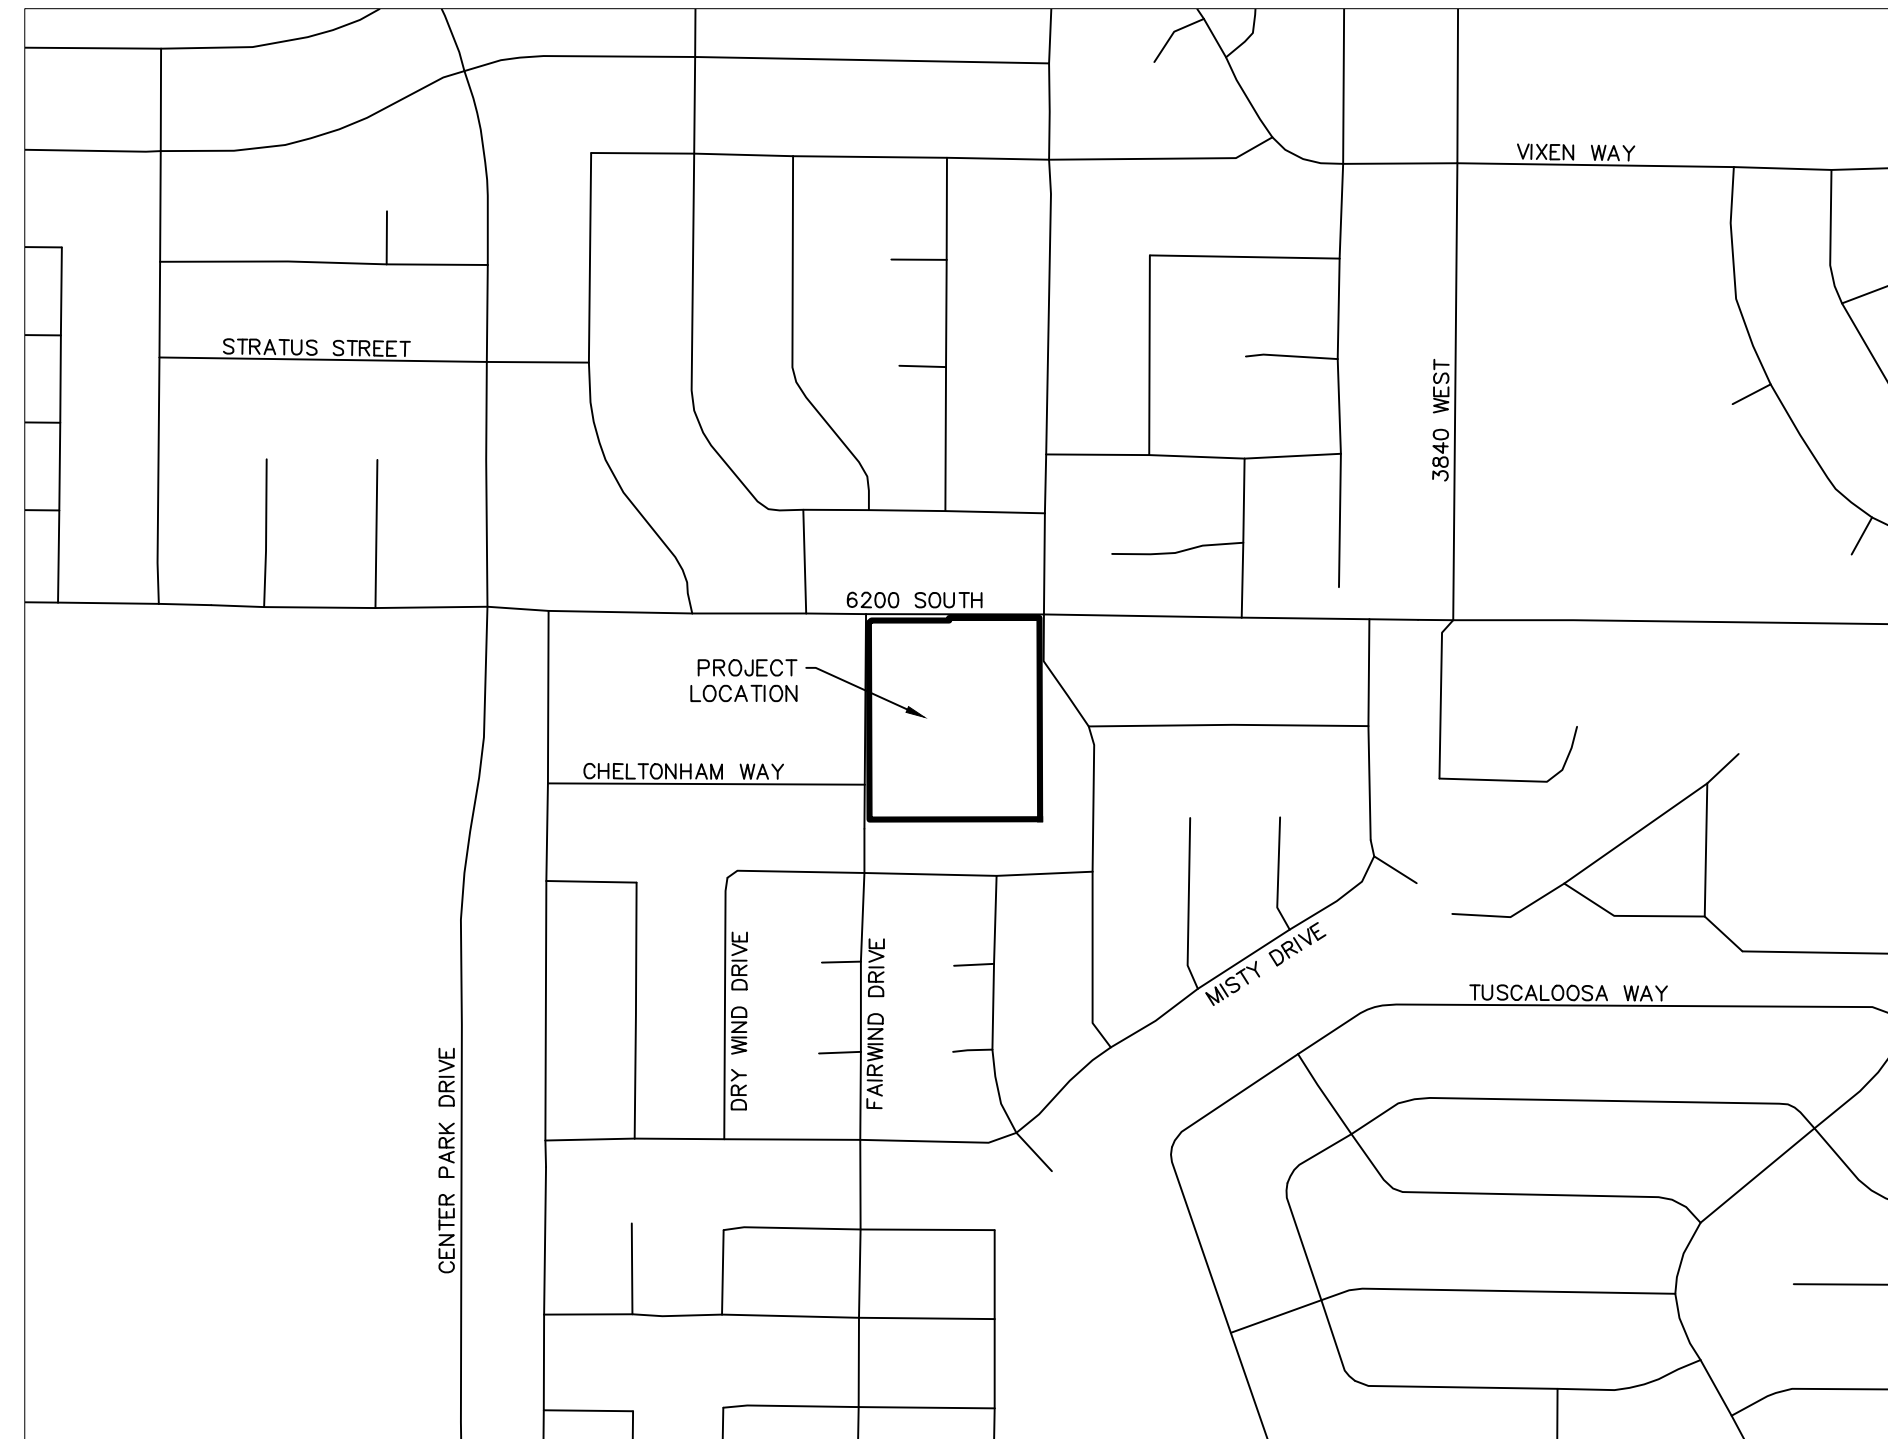 VIXEN WAY
STRATUS STREET
3840 WEST
6200 SOUTH
PROJECT
LOCATION
CHELTONHAM WAY
DRY WIND DRIVE
FAIRWIND DRIVE
MISTY DRIVE
TUSCALOOSA WAY
CENTER PARK DRIVE